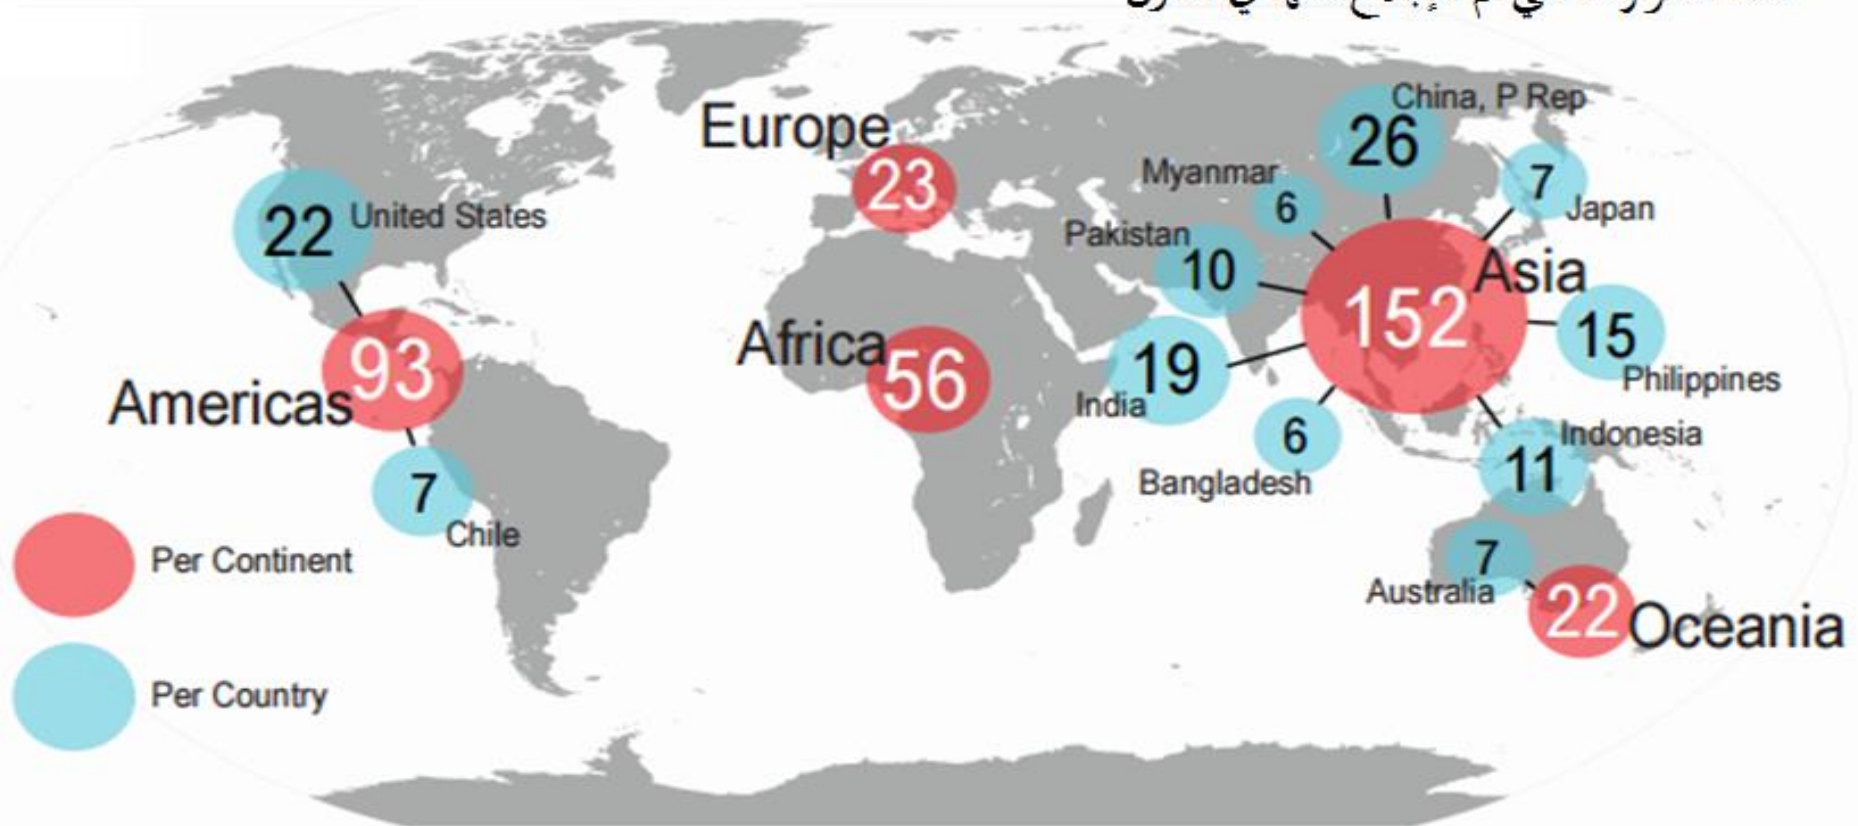 China, P Rep
26
Europe
23
Myanmar
6
7
Japan
22
United States
Pakistan
10
Asia
152
15
Philippines
Africa
56
19
India
93
Americas
6
Bangladesh
Indonesia
11
7
Chile
Per Continent
7
Australia
22
Oceania
Per Country